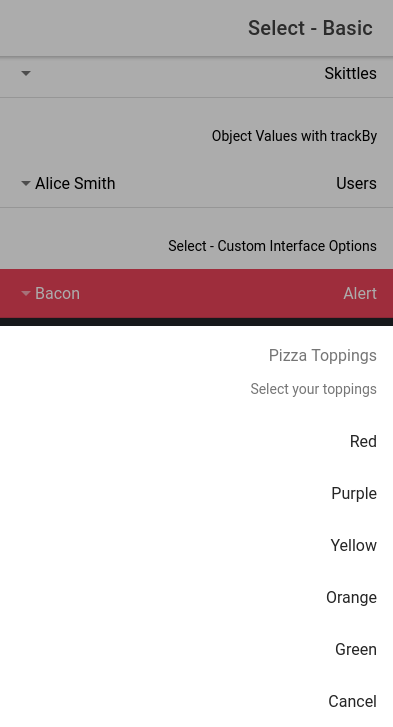 Select - Basic
Skittles
Object Values with trackBy
Users Alice Smith
Select - Custom Interface Options
Alert Bacon
Pizza Toppings
Select your toppings
Red
Purple
Yellow
Orange
Green
Cancel